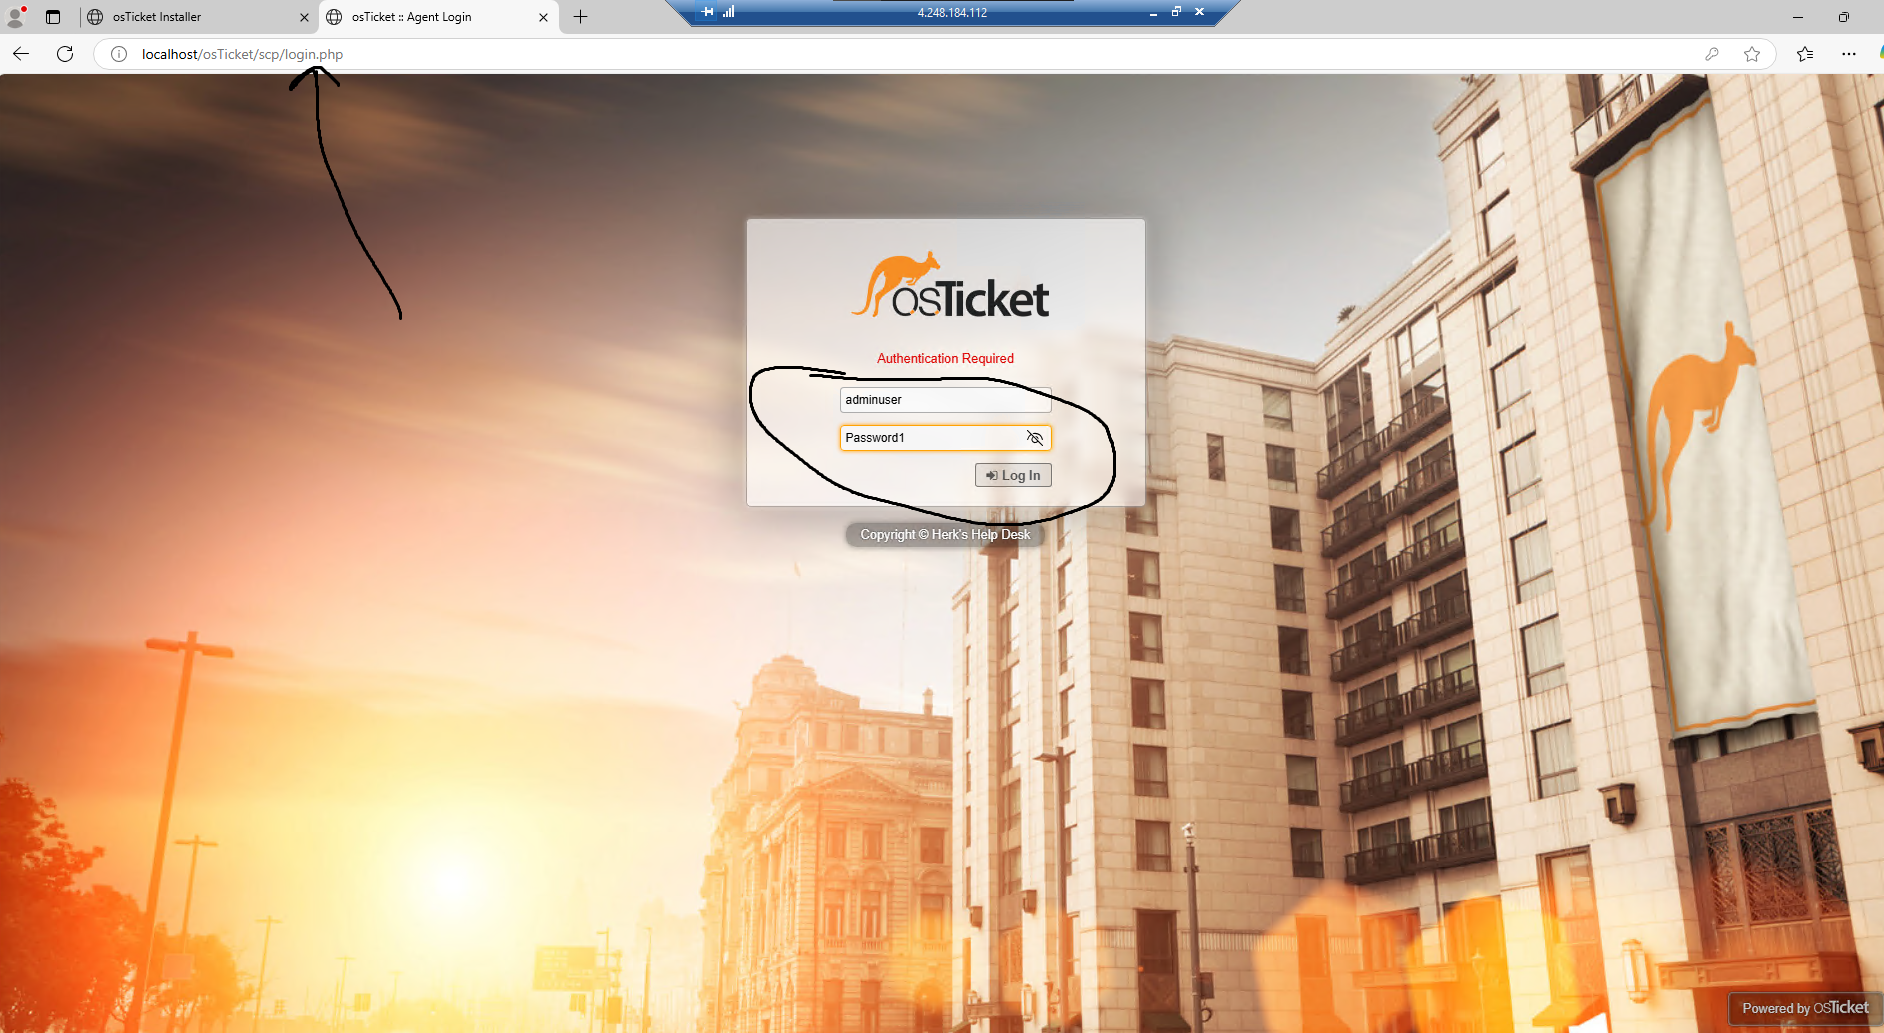 osTicket Installer
osTicket :: Agent Login
4.248.184.112
localhost/osTicket/scp/login.php
osTicket
Authentication Required
adminuser
Password1
Log In
Copyright © Herk's Help Desk
Powered by osTicket